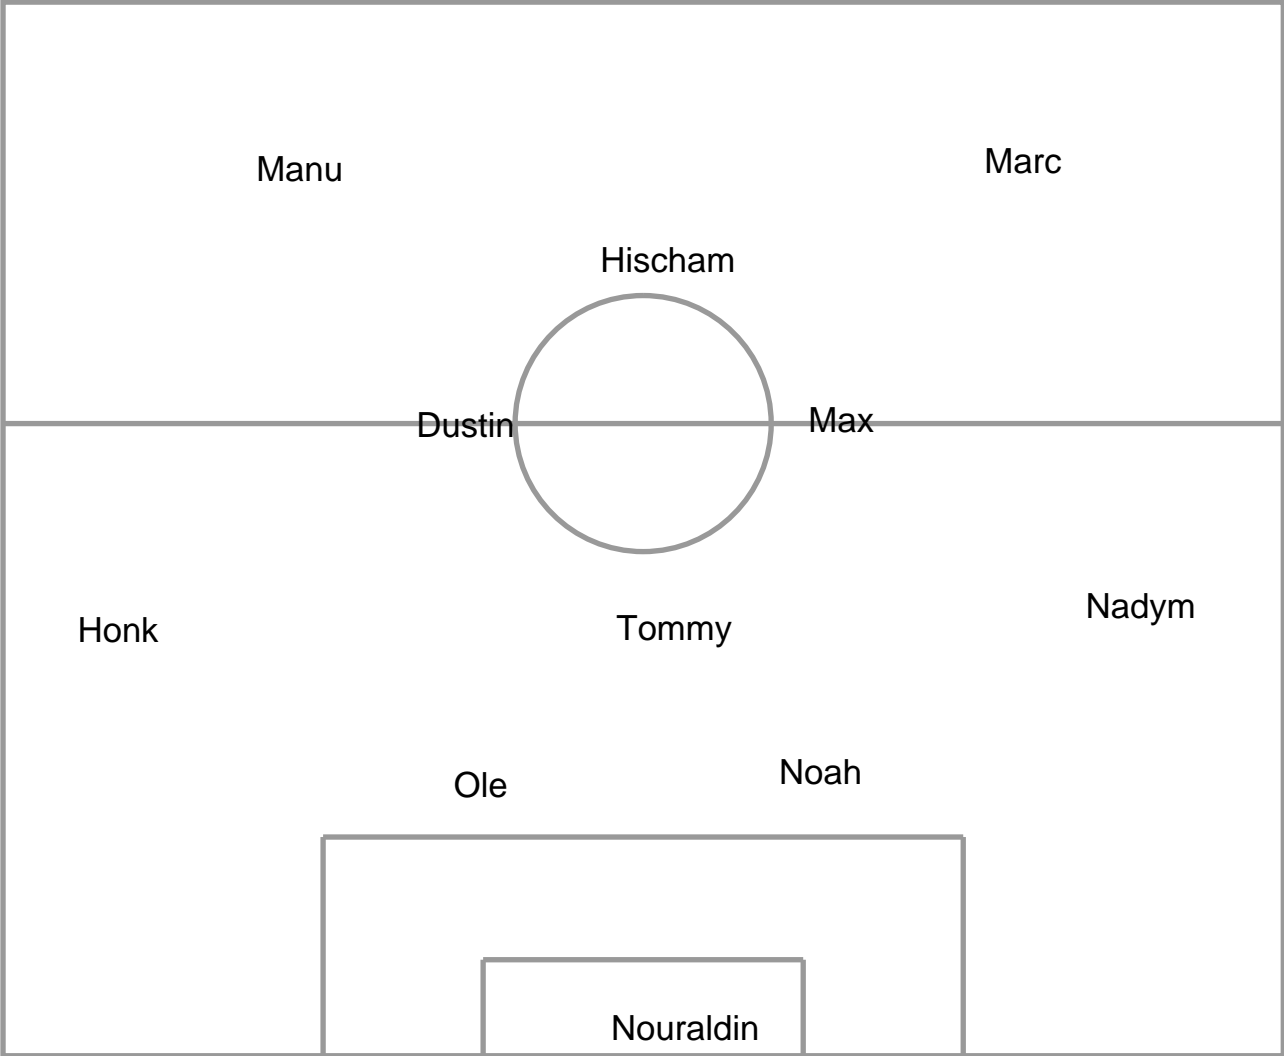 Manu
Marc
Hischam
Dustin
Max
Honk
Tommy
Nadym
Ole
Noah
Nouraldin